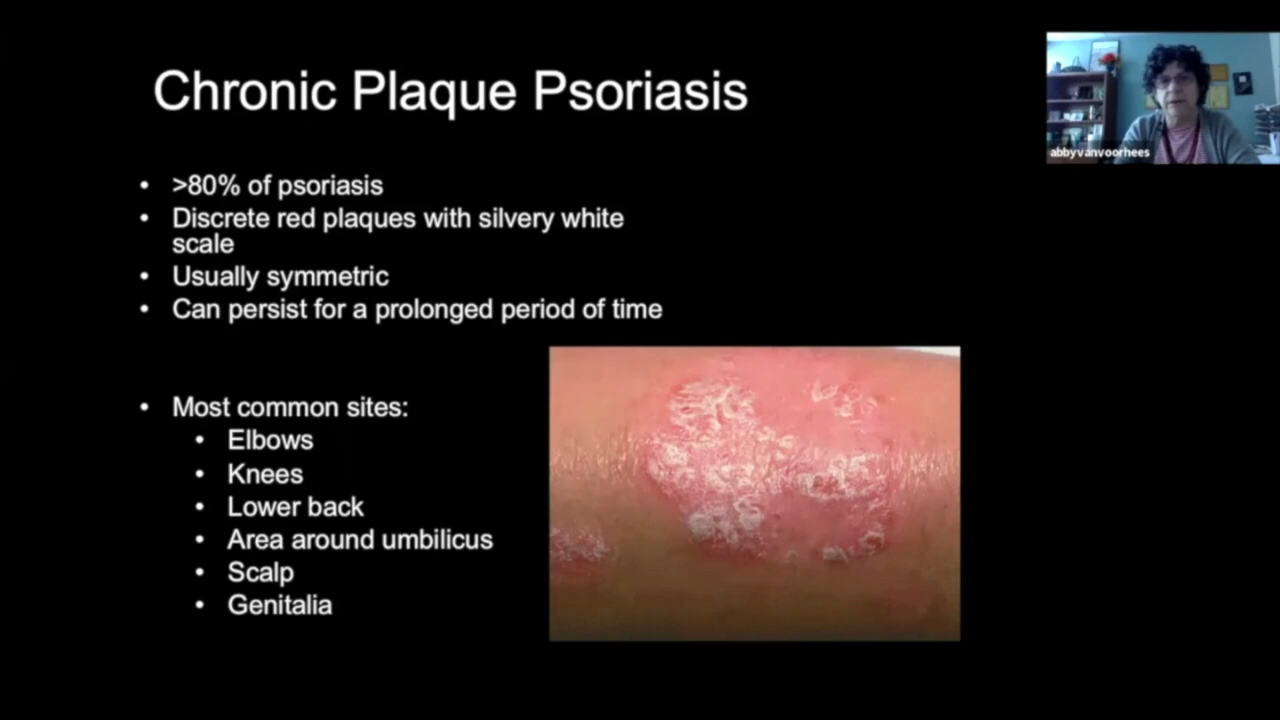 Chronic Plaque Psoriasis
abbyvanvoorhees
• >80% of psoriasis
• Discrete red plaques with silvery white
scale
• Usually symmetric
• Can persist for a prolonged period of time
• Most common sites:
• Elbows
• Knees
• Lower back
• Area around umbilicus
• Scalp
• Genitalia